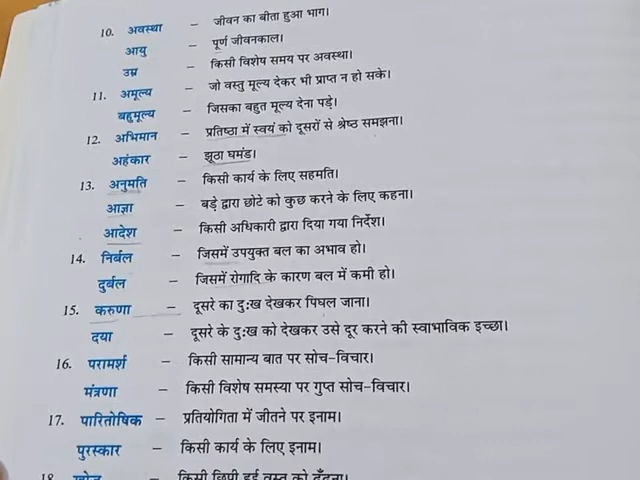 10. अवस्था – जीवन का बीता हुआ भाग।
आयु – पूर्ण जीवनकाल।
उम्र – किसी विशेष समय पर अवस्था।
11. अमूल्य – जो वस्तु मूल्य देकर भी प्राप्त न हो सके।
बहुमूल्य – जिसका बहुत मूल्य देना पड़े।
12. अभिमान – प्रतिष्ठा में स्वयं को दूसरों से श्रेष्ठ समझना।
अहंकार – झूठा घमंड।
13. अनुमति – किसी कार्य के लिए सहमति।
आज्ञा – बड़े द्वारा छोटे को कुछ करने के लिए कहना।
आदेश – किसी अधिकारी द्वारा दिया गया निर्देश।
14. निर्बल – जिसमें उपयुक्त बल का अभाव हो।
दुर्बल – जिसमें रोगादि के कारण बल में कमी हो।
15. करुणा – दूसरे का दु:ख देखकर पिघल जाना।
दया – दूसरे के दु:ख को देखकर उसे दूर करने की स्वाभाविक इच्छा।
16. परामर्श – किसी सामान्य बात पर सोच-विचार।
मंत्रणा – किसी विशेष समस्या पर गुप्त सोच-विचार।
17. पारितोषिक – प्रतियोगिता में जीतने पर इनाम।
पुरस्कार – किसी कार्य के लिए इनाम।
18. खोज – किसी छिपी हुई वस्तु को ढूँढ़ना।